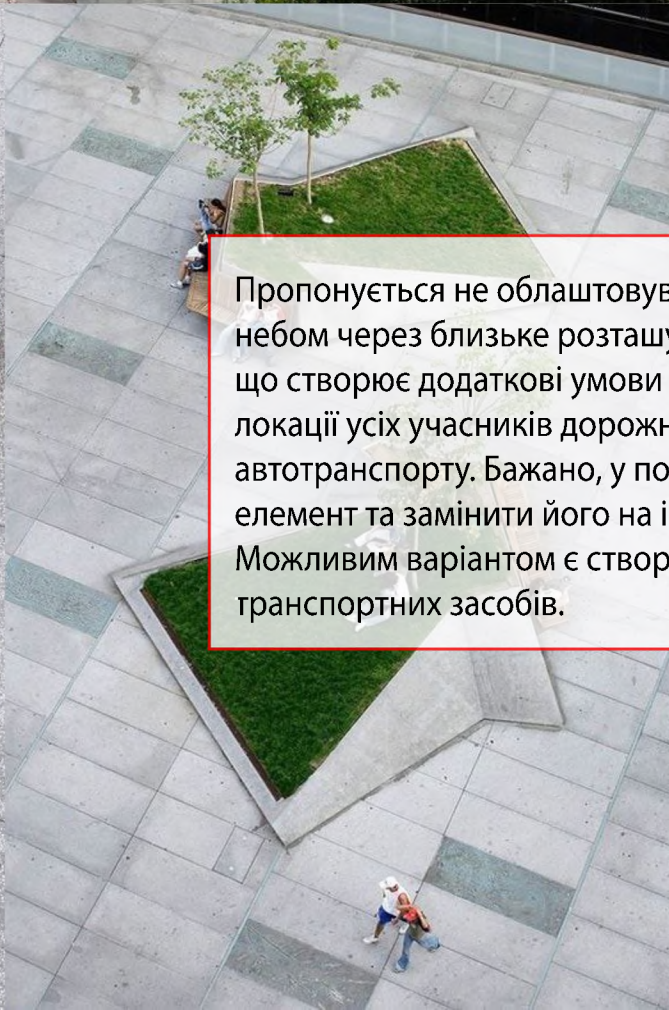 Пропонується не облаштовув
небом через близьке розташу
що створює додаткові умови
локації усіх учасників дорожн
автотранспорту. Бажано, у по
елемент та замінити його на і
Можливим варіантом є створ
транспортних засобів.